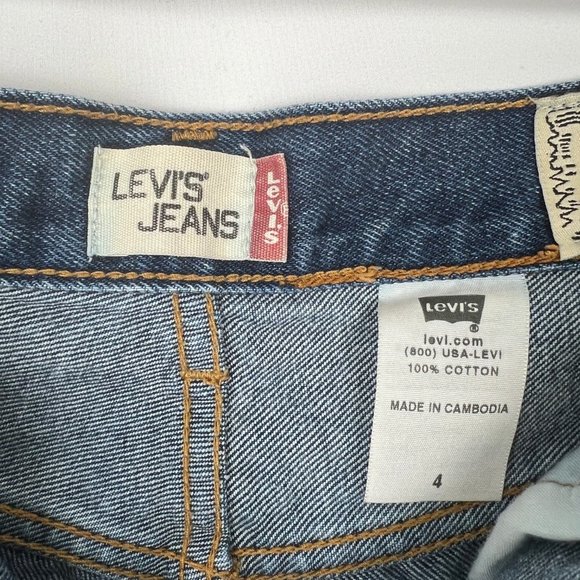 LEVI'S®
JEANS
Levi's®
LEVI'S
®
levi.com
(800) USA-LEVI
100% COTTON
MADE IN CAMBODIA
4